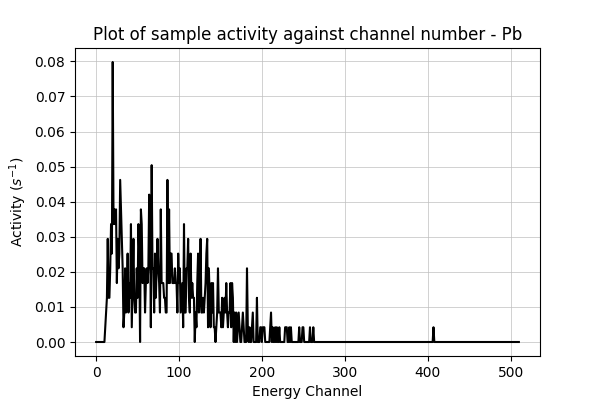 Plot of sample activity against channel number - Pb
0.08
0.07
0.06
0.05
0.04
0.03
0.02
0.01
0.00
Activity (s⁻¹)
0 100 200 300 400 500
Energy Channel